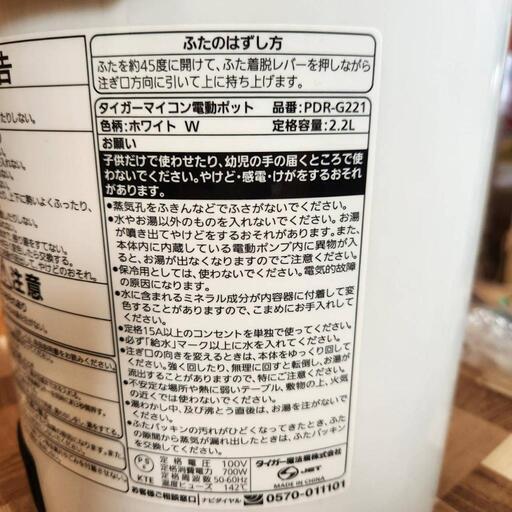 告
ふたのはずし方
ふたを約45度に開けて、ふた着脱レバーを押しながら
注ぎ口方向に引いて上に持ち上げます。
タイガーマイコン電動ポット 品番:PDR-G221
色柄:ホワイト W 定格容量:2.2L
お願い
子供だけで使わせたり、幼児の手の届くところで使
わないでください。やけど・感電・けがをするおそれ
があります。
●蒸気孔をふきんなどでふさがないでください。
●水やお湯以外のものを入れないでください。お湯
が噴き出てやけどをするおそれがあります。また、
本体内に内蔵している電動ポンプ内に異物が入
ると、お湯が出なくなりますのでご注意ください。
●保冷用としては、使わないでください。電気的故障
の原因になります。
●水に含まれるミネラル成分が内容器に付着して変
色することがありますので、こまめにお手入れして
ください。
●定格15A以上のコンセントを単独で使ってください。
●必ず「給水」マーク以上に水を入れてください。
●注ぎ口の向きを変えるときは、本体をゆっくり回して
ください。強く回したり、無理に回すと転倒し、お湯が
流出することがありますので、特にご注意ください。
●不安定な場所や熱に弱いテーブル、敷物の上、火気
の近くでは使わないでください。
●湯わかし中、及び沸とう直後は、お湯を注がないで
ください。
●ふたパッキンの汚れがひどくなってきたとき、ふた
の隙間から蒸気が漏れ出したときは、ふたパッキン
を交換してください。
PSE
KTE
定格電圧 100V
定格消費電力 700W
定格周波数 50-60Hz
温度ヒューズ 142℃
タイガー魔法瓶株式会社
JET
お客様ご相談窓口 ナビダイヤル 0570-011101